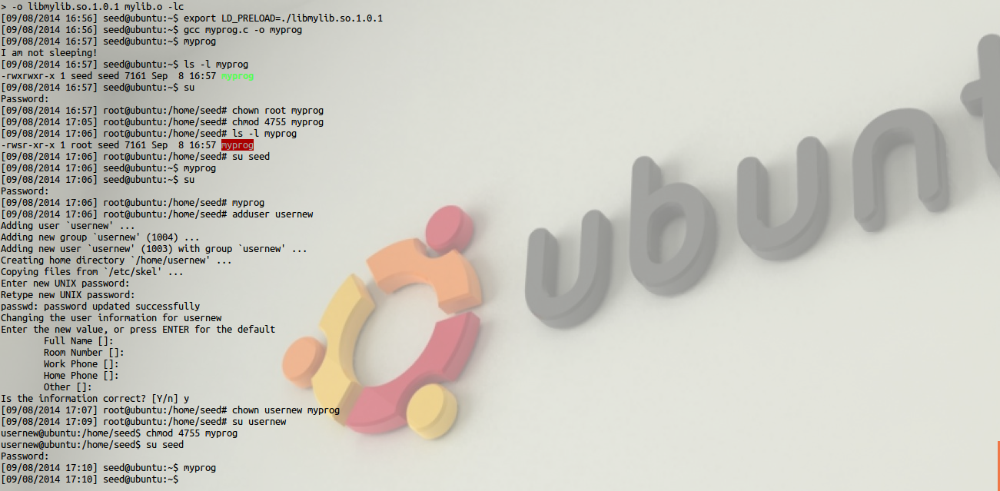 > -o libmylib.so.1.0.1 mylib.o -lc
[09/08/2014 16:56] seed@ubuntu:~$ export LD_PRELOAD=./libmylib.so.1.0.1
[09/08/2014 16:56] seed@ubuntu:~$ gcc myprog.c -o myprog
[09/08/2014 16:57] seed@ubuntu:~$ myprog
I am not sleeping!
[09/08/2014 16:57] seed@ubuntu:~$ ls -l myprog
-rwxrwxr-x 1 seed seed 7161 Sep  8 16:57 myprog
[09/08/2014 16:57] seed@ubuntu:~$ su
Password:
[09/08/2014 16:57] root@ubuntu:/home/seed# chown root myprog
[09/08/2014 17:05] root@ubuntu:/home/seed# chmod 4755 myprog
[09/08/2014 17:06] root@ubuntu:/home/seed# ls -l myprog
-rwsr-xr-x 1 root seed 7161 Sep  8 16:57 myprog
[09/08/2014 17:06] root@ubuntu:/home/seed# su seed
[09/08/2014 17:06] seed@ubuntu:~$ myprog
[09/08/2014 17:06] seed@ubuntu:~$ su
Password:
[09/08/2014 17:06] root@ubuntu:/home/seed# myprog
[09/08/2014 17:06] root@ubuntu:/home/seed# adduser usernew
Adding user `usernew' ...
Adding new group `usernew' (1004) ...
Adding new user `usernew' (1003) with group `usernew' ...
Creating home directory `/home/usernew' ...
Copying files from `/etc/skel' ...
Enter new UNIX password:
Retype new UNIX password:
passwd: password updated successfully
Changing the user information for usernew
Enter the new value, or press ENTER for the default
        Full Name []:
        Room Number []:
        Work Phone []:
        Home Phone []:
        Other []:
Is the information correct? [Y/n] y
[09/08/2014 17:07] root@ubuntu:/home/seed# chown usernew myprog
[09/08/2014 17:09] root@ubuntu:/home/seed# su usernew
usernew@ubuntu:/home/seed$ chmod 4755 myprog
usernew@ubuntu:/home/seed$ su seed
Password:
[09/08/2014 17:10] seed@ubuntu:~$ myprog
[09/08/2014 17:10] seed@ubuntu:~$
ubunt